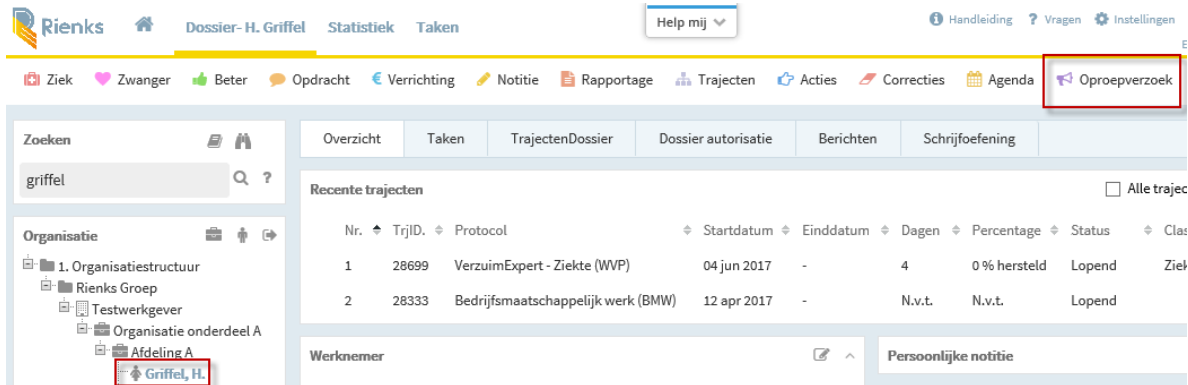 Rienks Dossier- H. Griffel Statistiek Taken Help mij Handleiding ? Vragen Instellingen
Ziek Zwanger Beter Opdracht € Verrichting Notitie Rapportage Trajecten Acties Correcties Agenda Oproepverzoek
Zoeken
griffel ?
Organisatie
1. Organisatiestructuur
Rienks Groep
Testwerkgever
Organisatie onderdeel A
Afdeling A
Griffel, H.
Overzicht Taken TrajectenDossier Dossier autorisatie Berichten Schrijfoefening
Recente trajecten Alle trajec
Nr. TrjID. Protocol Startdatum Einddatum Dagen Percentage Status Clas
1 28699 VerzuimExpert - Ziekte (WVP) 04 jun 2017 - 4 0 % hersteld Lopend Ziek
2 28333 Bedrijfsmaatschappelijk werk (BMW) 12 apr 2017 - N.v.t. N.v.t. Lopend
Werknemer
Persoonlijke notitie